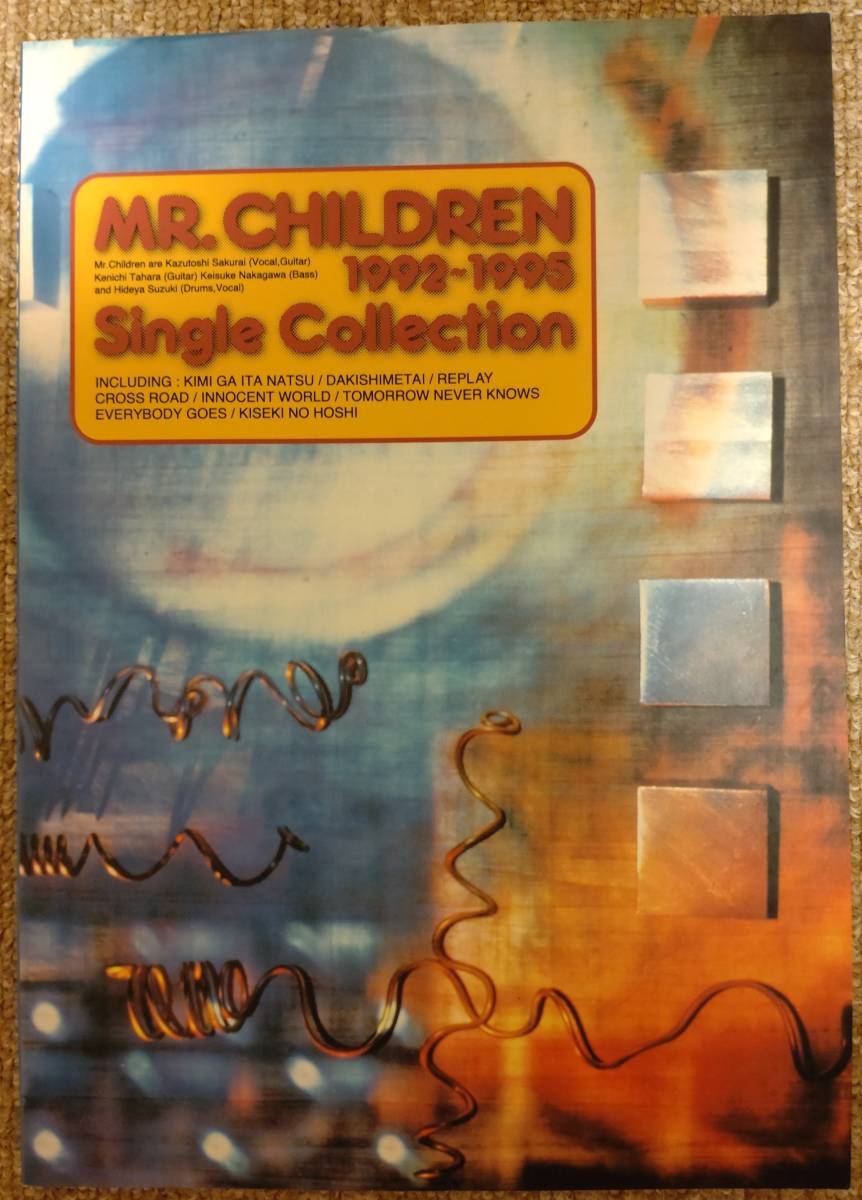 MR.CHILDREN
Mr.Children are Kazutoshi Sakurai (Vocal,Guitar)
Kenichi Tahara (Guitar) Keisuke Nakagawa (Bass)
and Hideya Suzuki (Drums,Vocal)
1992~1995
Single Collection
INCLUDING : KIMI GA ITA NATSU / DAKISHIMETAI / REPLAY
CROSS ROAD / INNOCENT WORLD / TOMORROW NEVER KNOWS
EVERYBODY GOES / KISEKI NO HOSHI